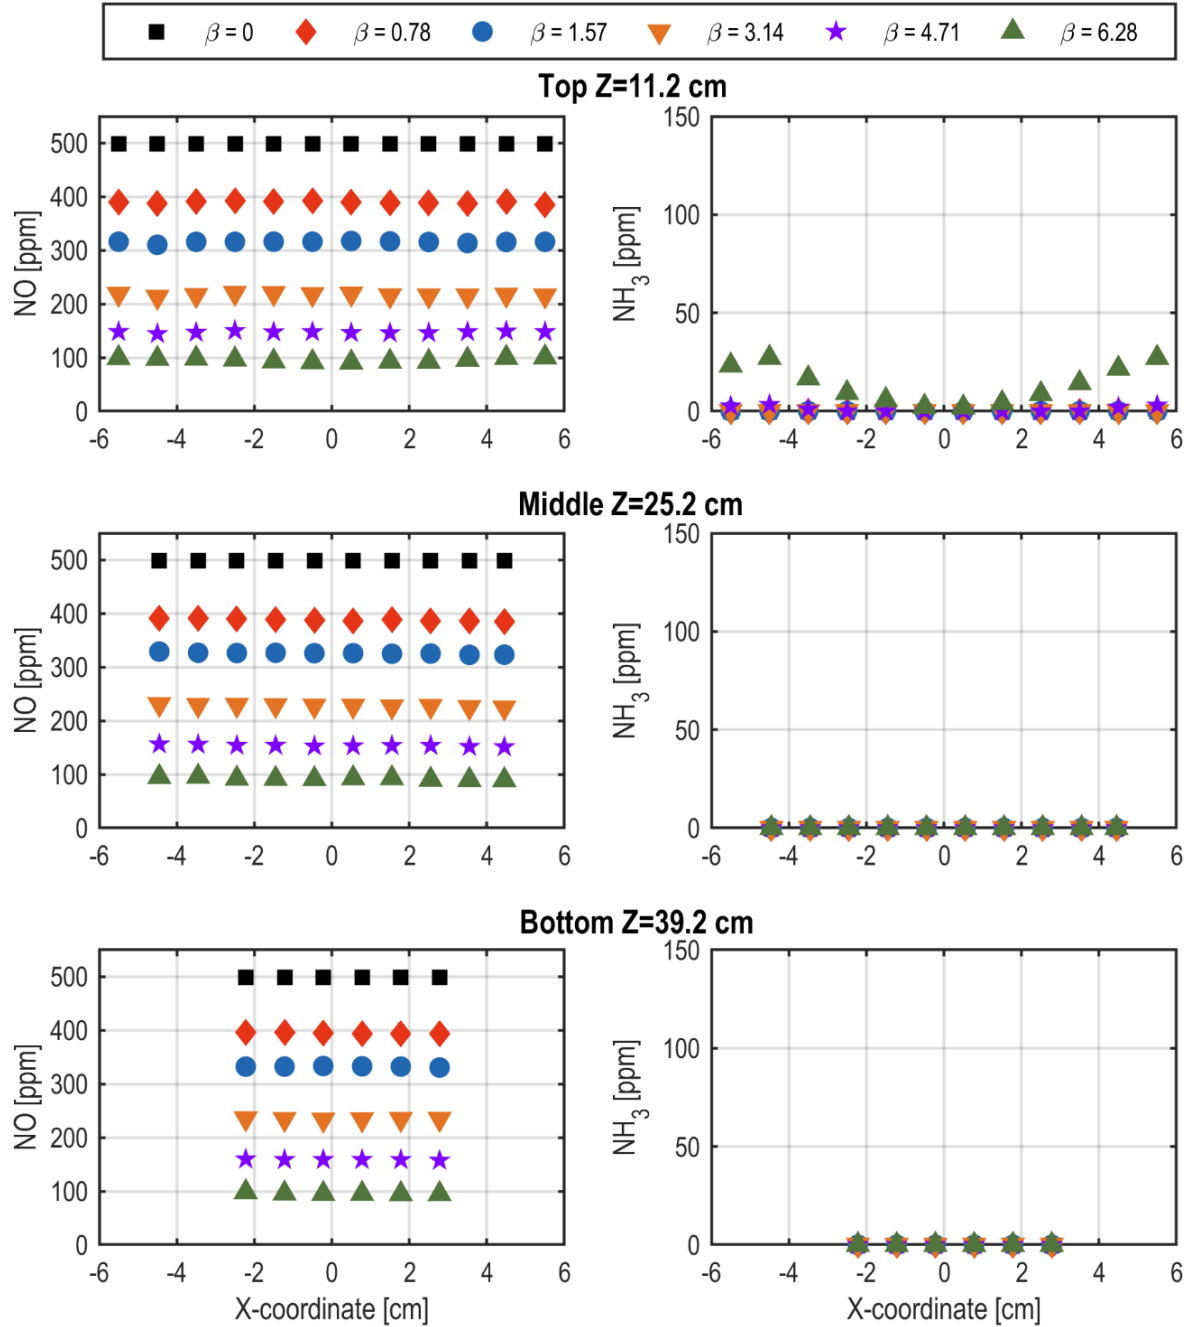 β = 0 β = 0.78 β = 1.57 β = 3.14 β = 4.71 β = 6.28
Top Z=11.2 cm
NO [ppm]
500
400
300
200
100
0
-6 -4 -2 0 2 4 6
NH3 [ppm]
150
100
50
0
-6 -4 -2 0 2 4 6
Middle Z=25.2 cm
NO [ppm]
500
400
300
200
100
0
-6 -4 -2 0 2 4 6
NH3 [ppm]
150
100
50
0
-6 -4 -2 0 2 4 6
Bottom Z=39.2 cm
NO [ppm]
500
400
300
200
100
0
-6 -4 -2 0 2 4 6
X-coordinate [cm]
NH3 [ppm]
150
100
50
0
-6 -4 -2 0 2 4 6
X-coordinate [cm]